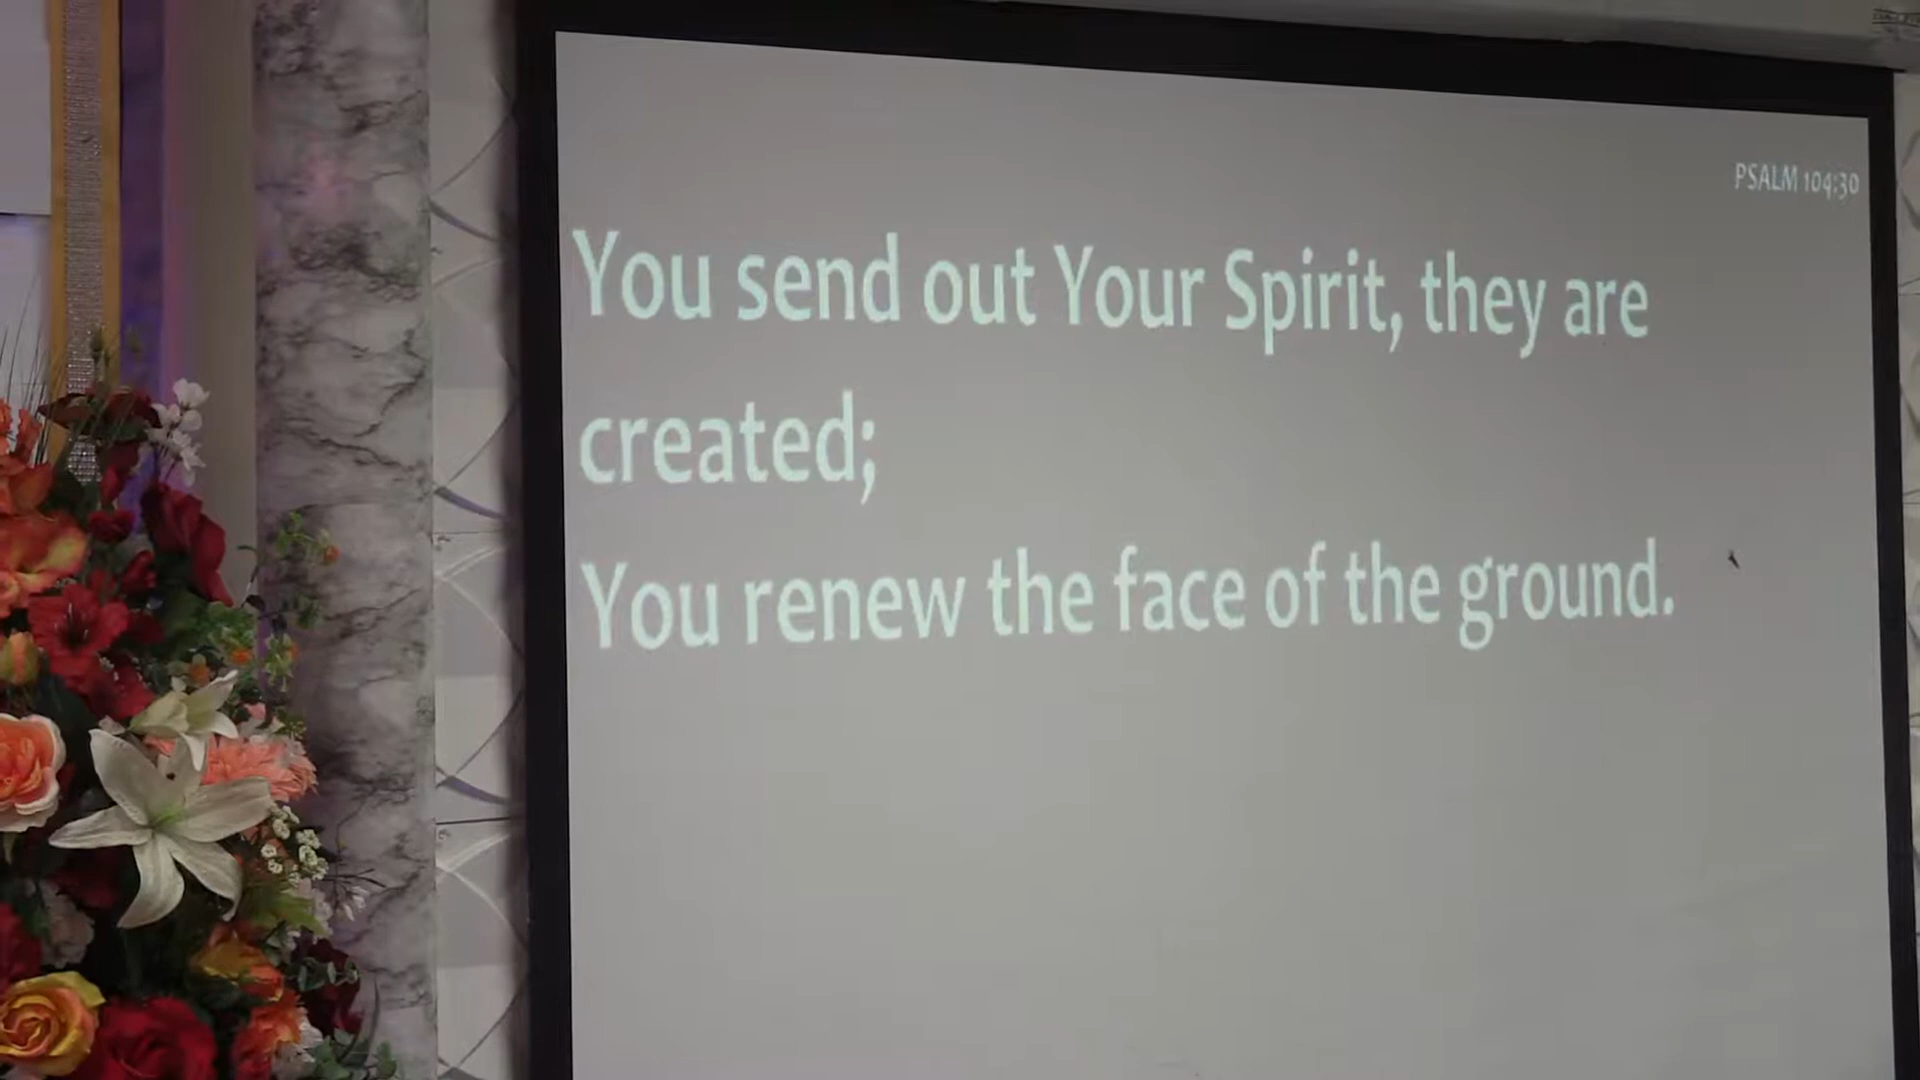 PSALM 104:30
You send out Your Spirit, they are
created;
You renew the face of the ground.